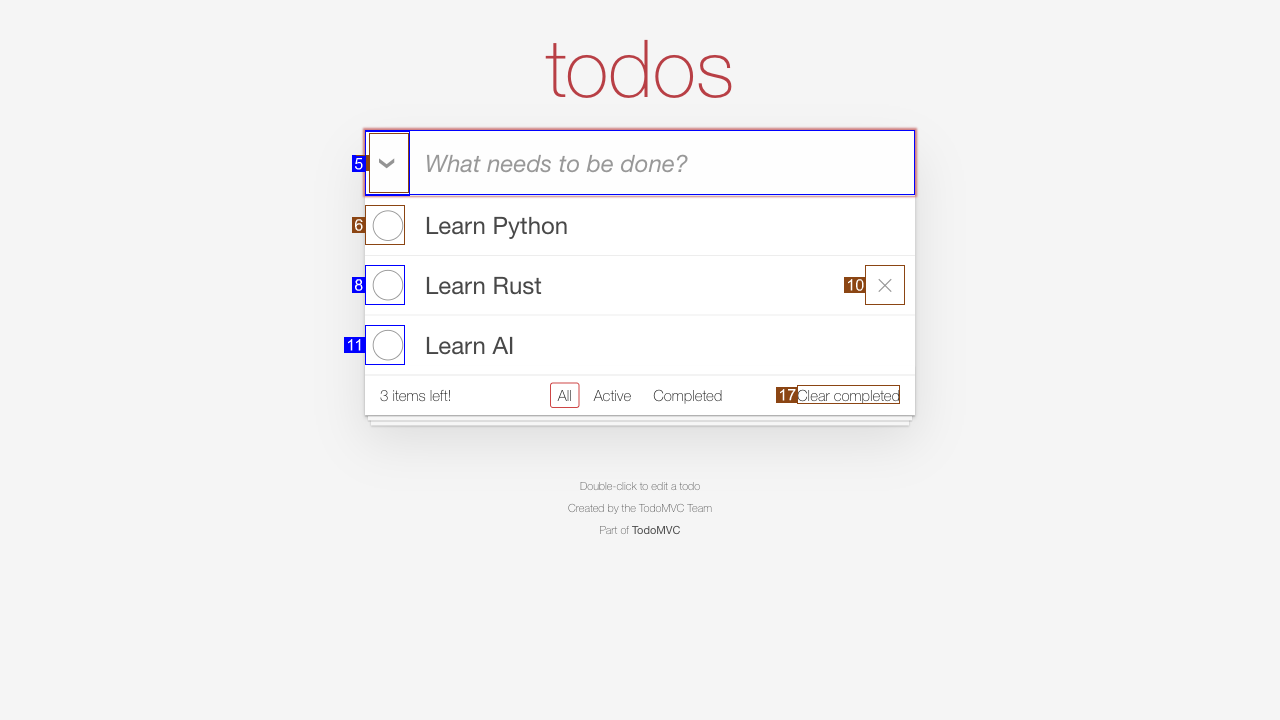 todos
5 What needs to be done?
6 Learn Python
8 Learn Rust 10
11 Learn AI
3 items left! All Active Completed 17 Clear completed
Double-click to edit a todo
Created by the TodoMVC Team
Part of TodoMVC